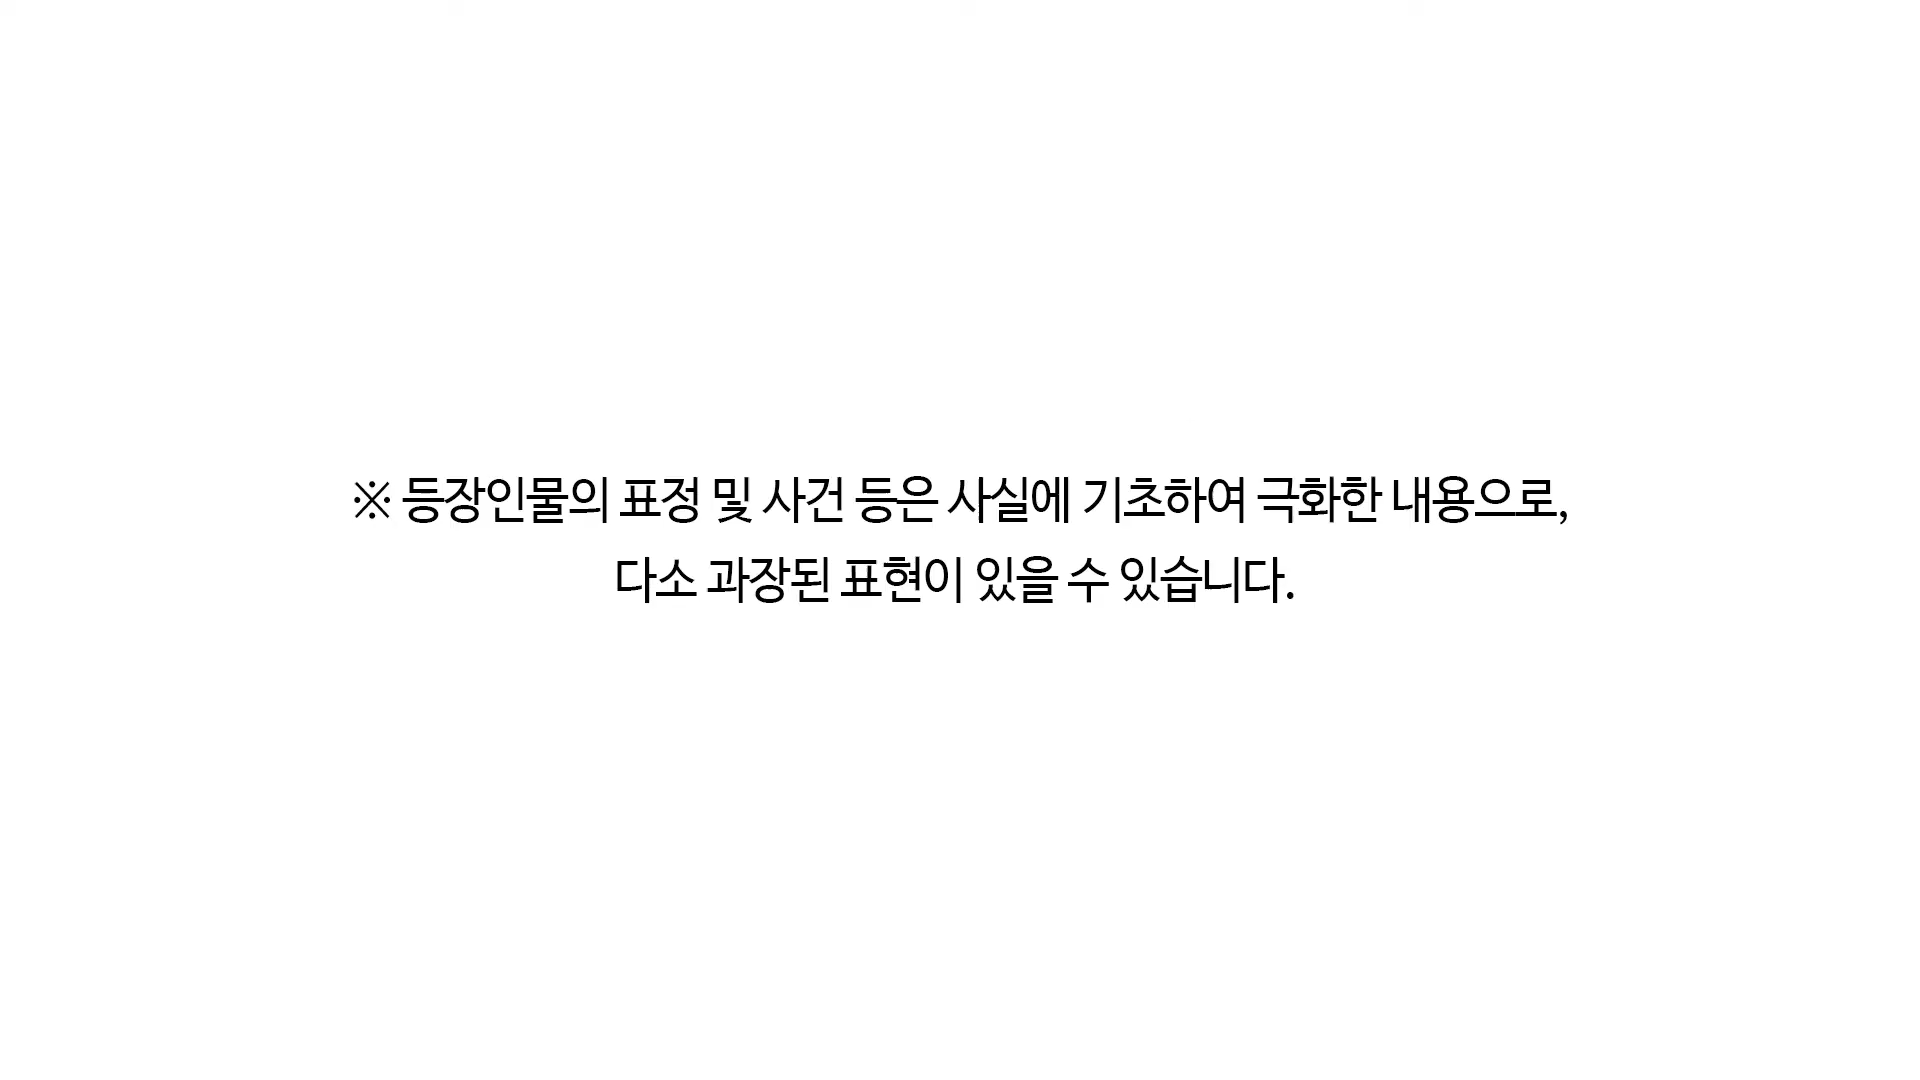 ※ 등장인물의 표정 및 사건 등은 사실에 기초하여 극화한 내용으로,
다소 과장된 표현이 있을 수 있습니다.